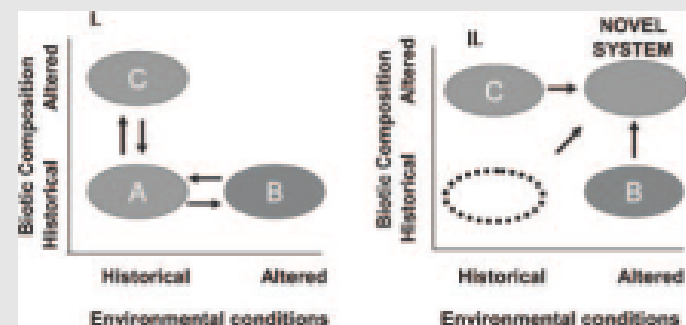 I.
Biotic Composition
Historical Altered
C
A
B
Historical Altered
Environmental conditions
II.
NOVEL
SYSTEM
Biotic Composition
Historical Altered
C
B
Historical Altered
Environmental conditions